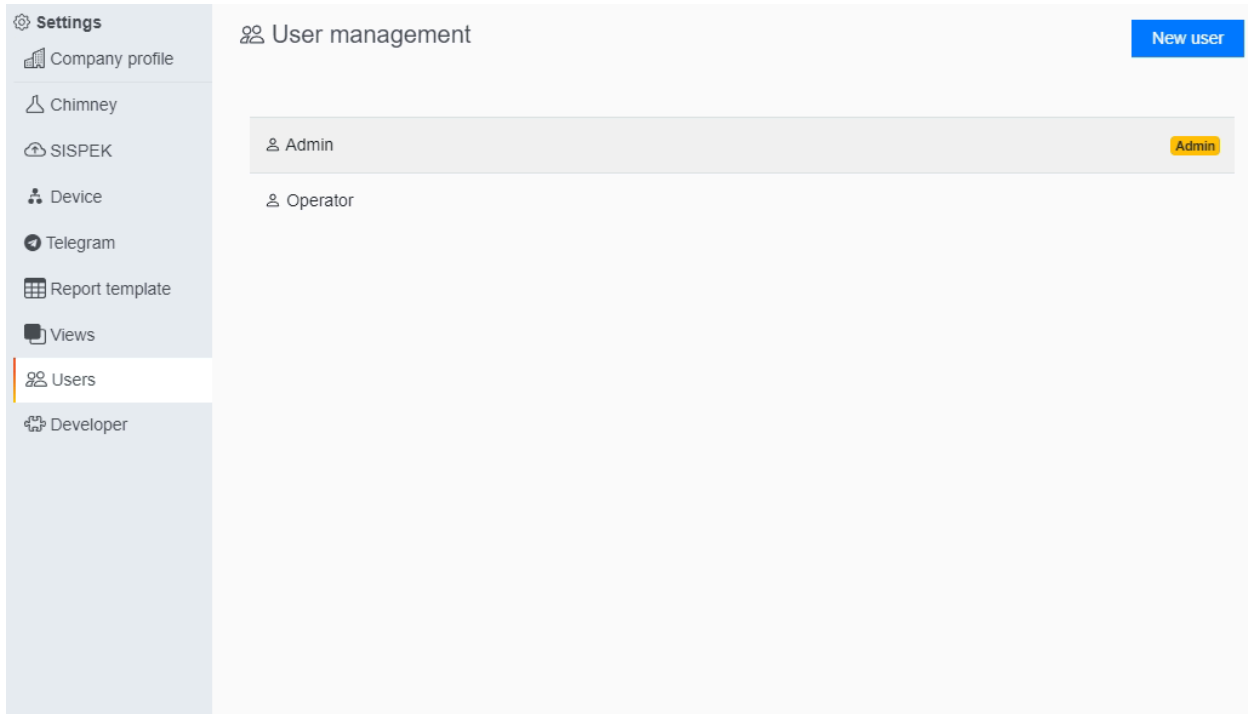 Settings
Company profile
Chimney
SISPEK
Device
Telegram
Report template
Views
Users
Developer
User management
New user
Admin Admin
Operator